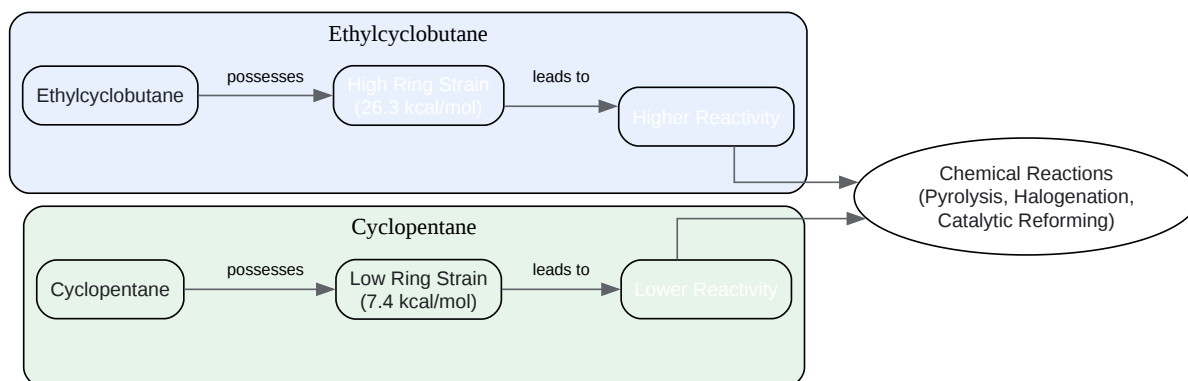 Ethylcyclobutane
Ethylcyclobutane
possesses
High Ring Strain
(26.3 kcal/mol)
leads to
Higher Reactivity
Chemical Reactions
(Pyrolysis, Halogenation,
Catalytic Reforming)
Cyclopentane
Cyclopentane
possesses
Low Ring Strain
(7.4 kcal/mol)
leads to
Lower Reactivity